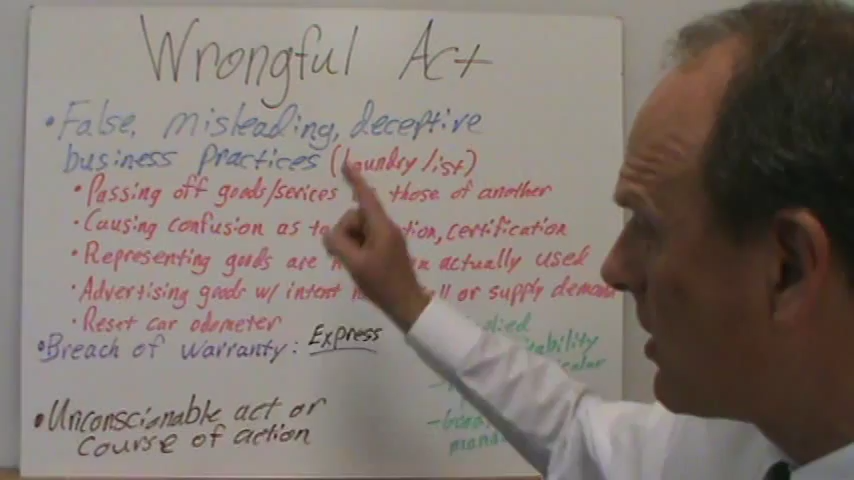 Wrongful Act
• False, misleading, deceptive
business Practices (Laundry list)
• Passing off goods/serices those of another
• Causing confusion as to certification
• Representing goods are actually used
• Advertising goods w/ intent or supply demand
• Reset car odometer
• Breach of warranty: Express
• Unconscionable act or
course of action